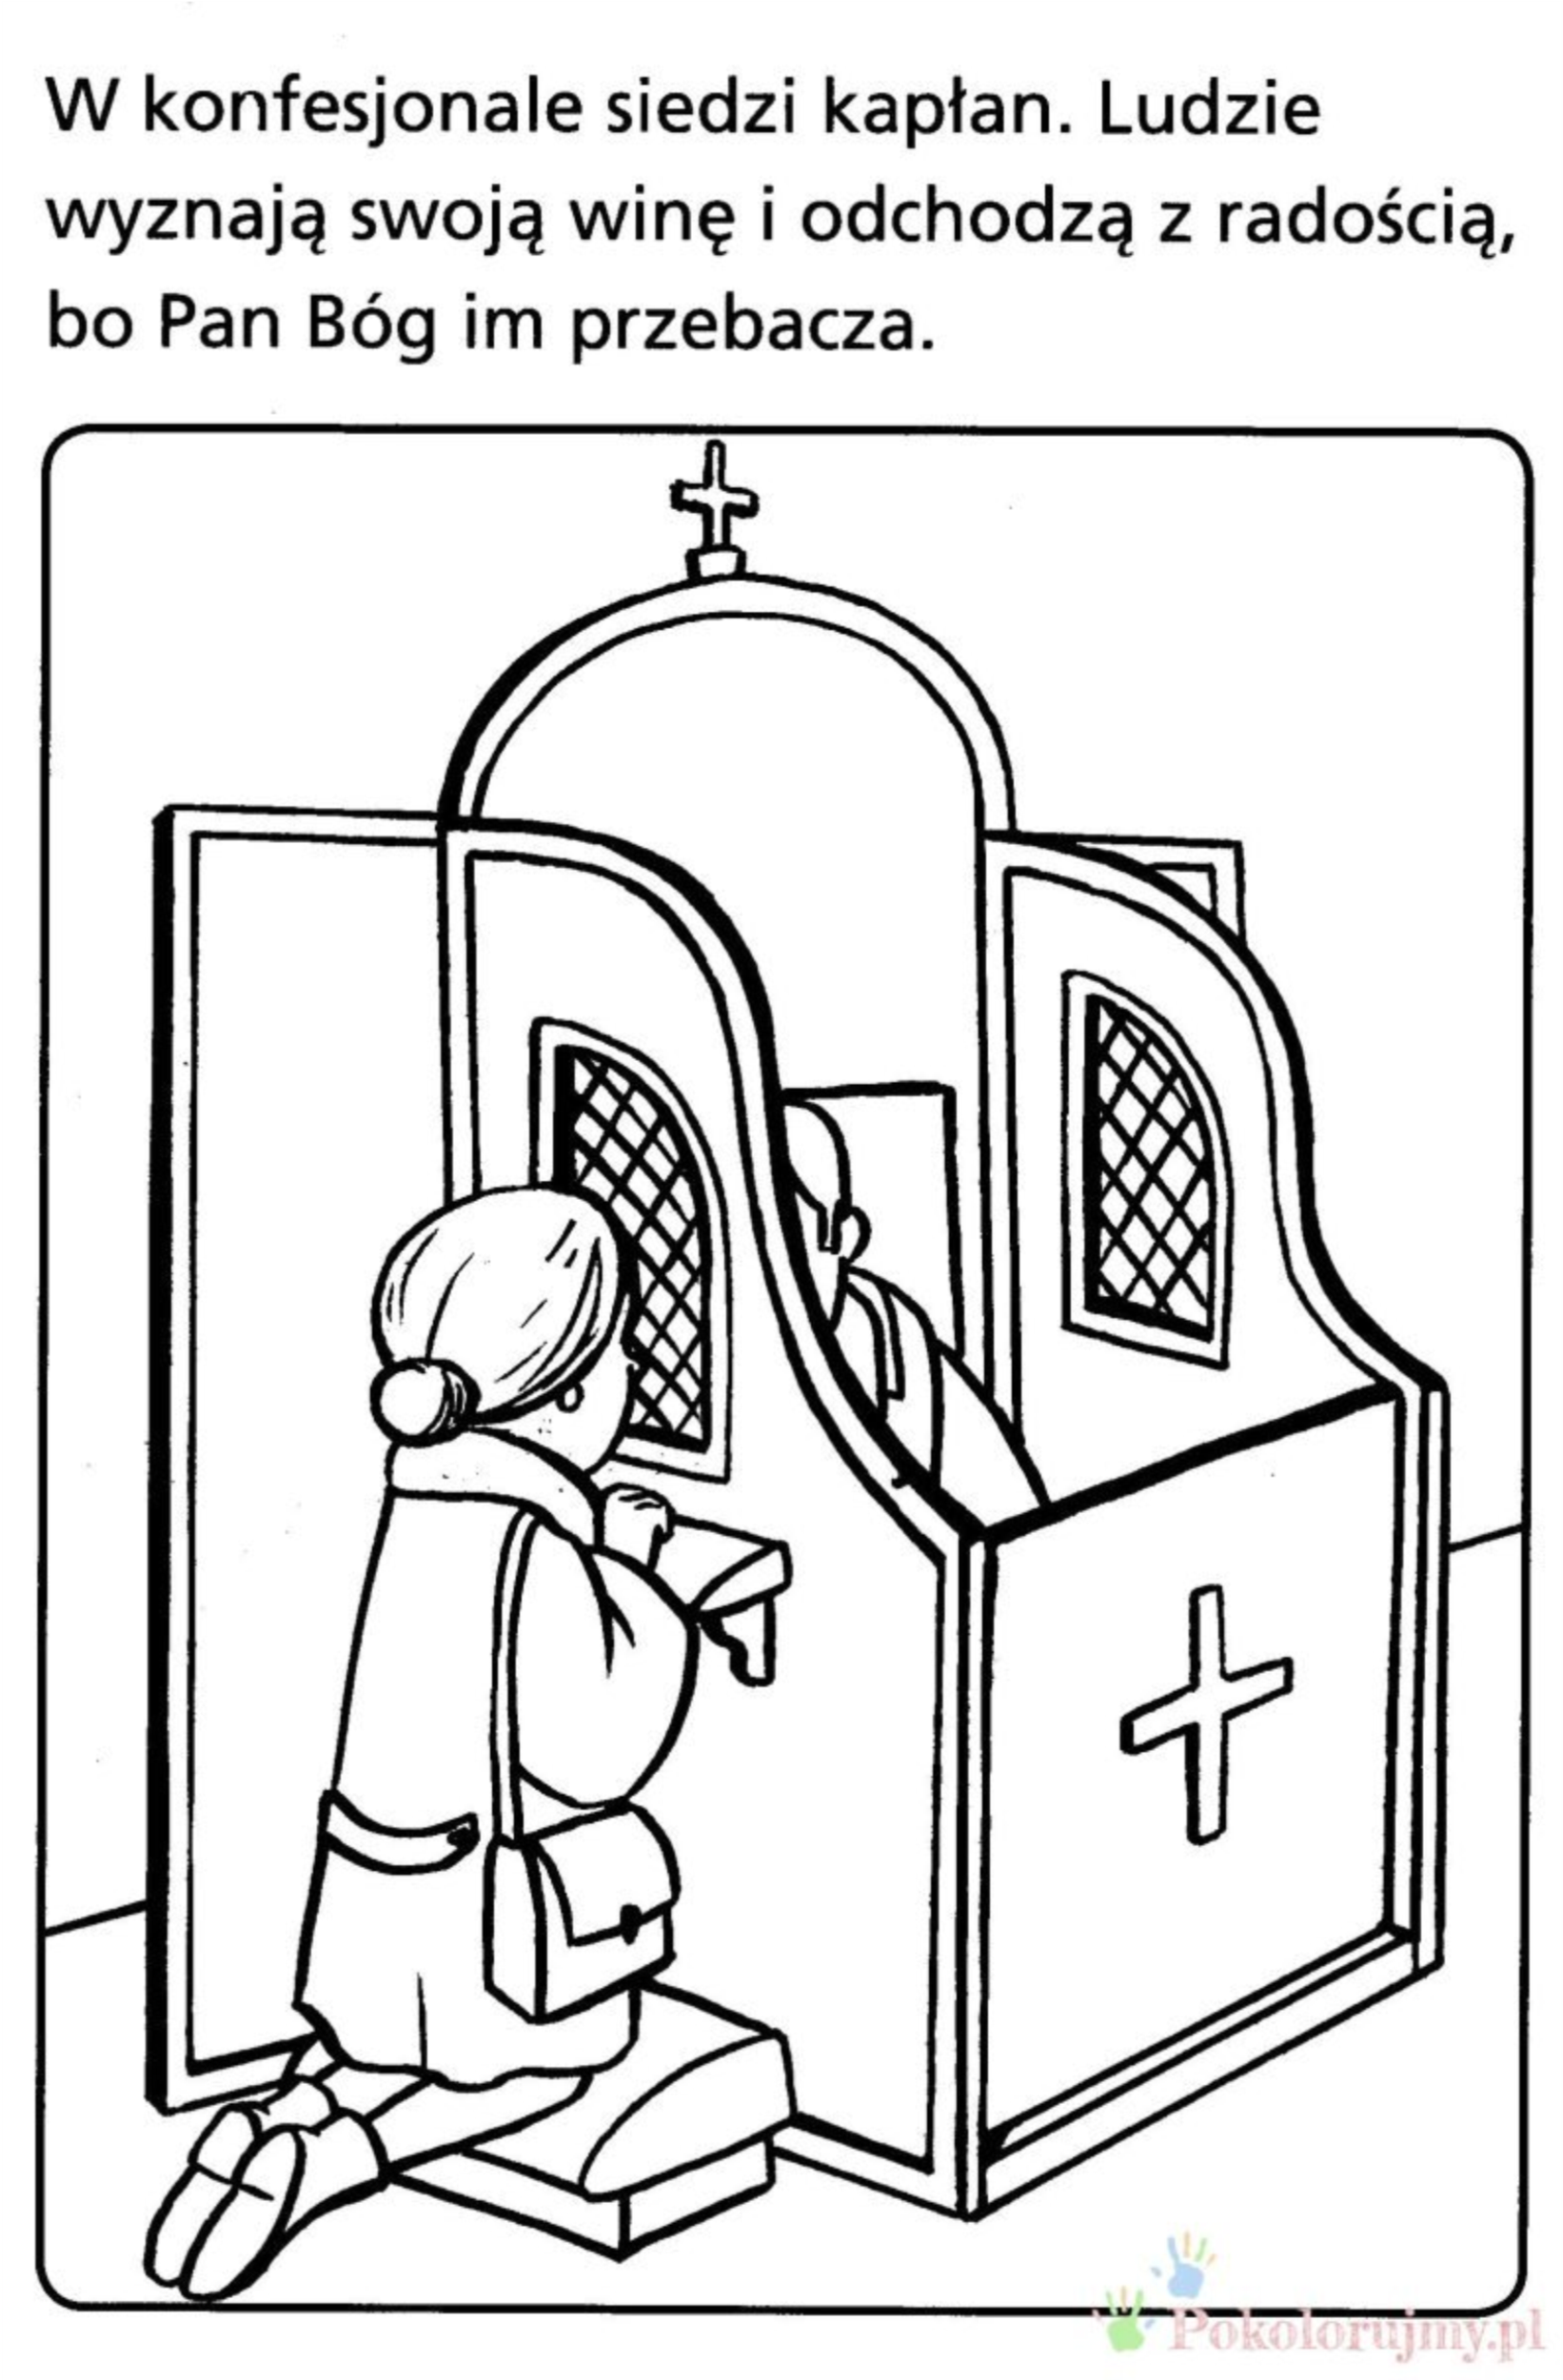 W konfesjonale siedzi kapłan. Ludzie
wyznają swoją winę i odchodzą z radością,
bo Pan Bóg im przebacza.
Pokolorujmy.pl